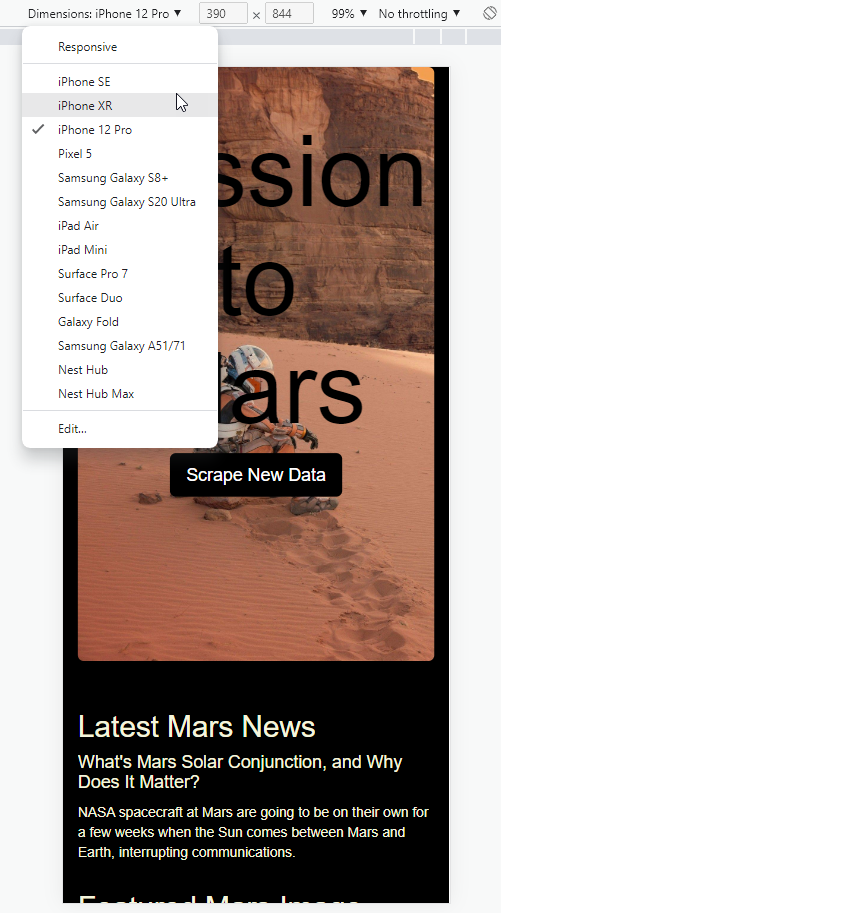 Dimensions: iPhone 12 Pro ▼ 390 × 844 99% ▼ No throttling ▼
Responsive
iPhone SE
iPhone XR
iPhone 12 Pro
Pixel 5
Samsung Galaxy S8+
Samsung Galaxy S20 Ultra
iPad Air
iPad Mini
Surface Pro 7
Surface Duo
Galaxy Fold
Samsung Galaxy A51/71
Nest Hub
Nest Hub Max
Edit...
ssion
to
ars
Scrape New Data
Latest Mars News
What's Mars Solar Conjunction, and Why
Does It Matter?
NASA spacecraft at Mars are going to be on their own for
a few weeks when the Sun comes between Mars and
Earth, interrupting communications.
Featured Mars Image